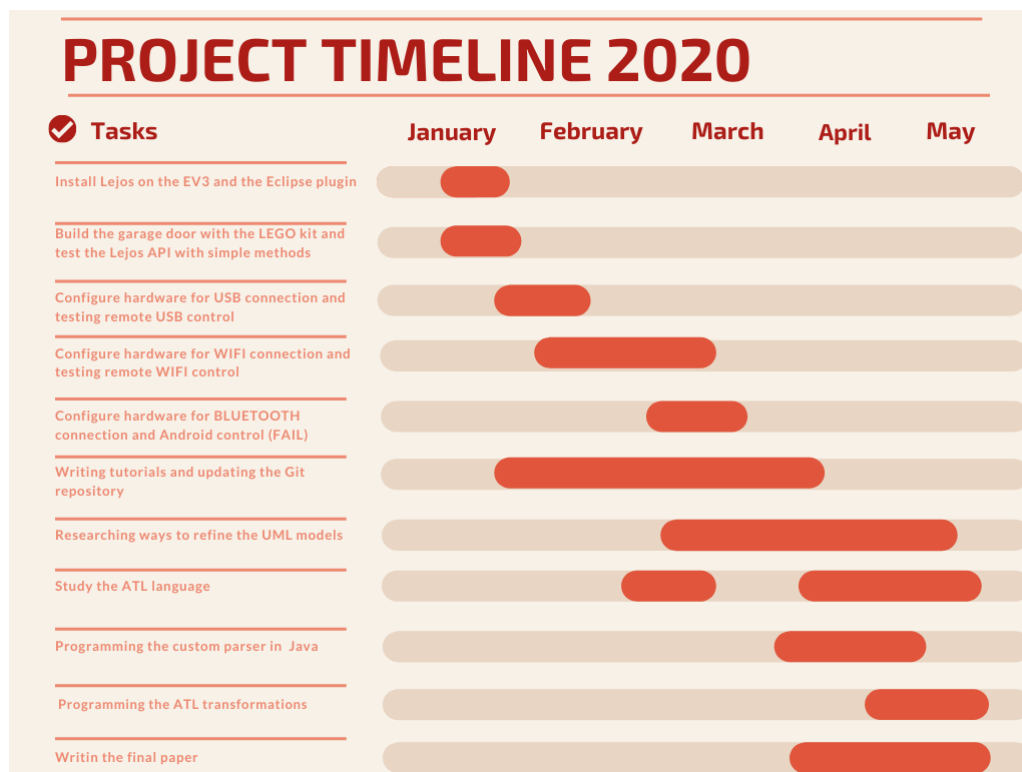 PROJECT TIMELINE 2020
Tasks January February March April May
Install Lejos on the EV3 and the Eclipse plugin
Build the garage door with the LEGO kit and
test the Lejos API with simple methods
Configure hardware for USB connection and
testing remote USB control
Configure hardware for WIFI connection and
testing remote WIFI control
Configure hardware for BLUETOOTH
connection and Android control (FAIL)
Writing tutorials and updating the Git
repository
Researching ways to refine the UML models
Study the ATL language
Programming the custom parser in Java
Programming the ATL transformations
Writin the final paper